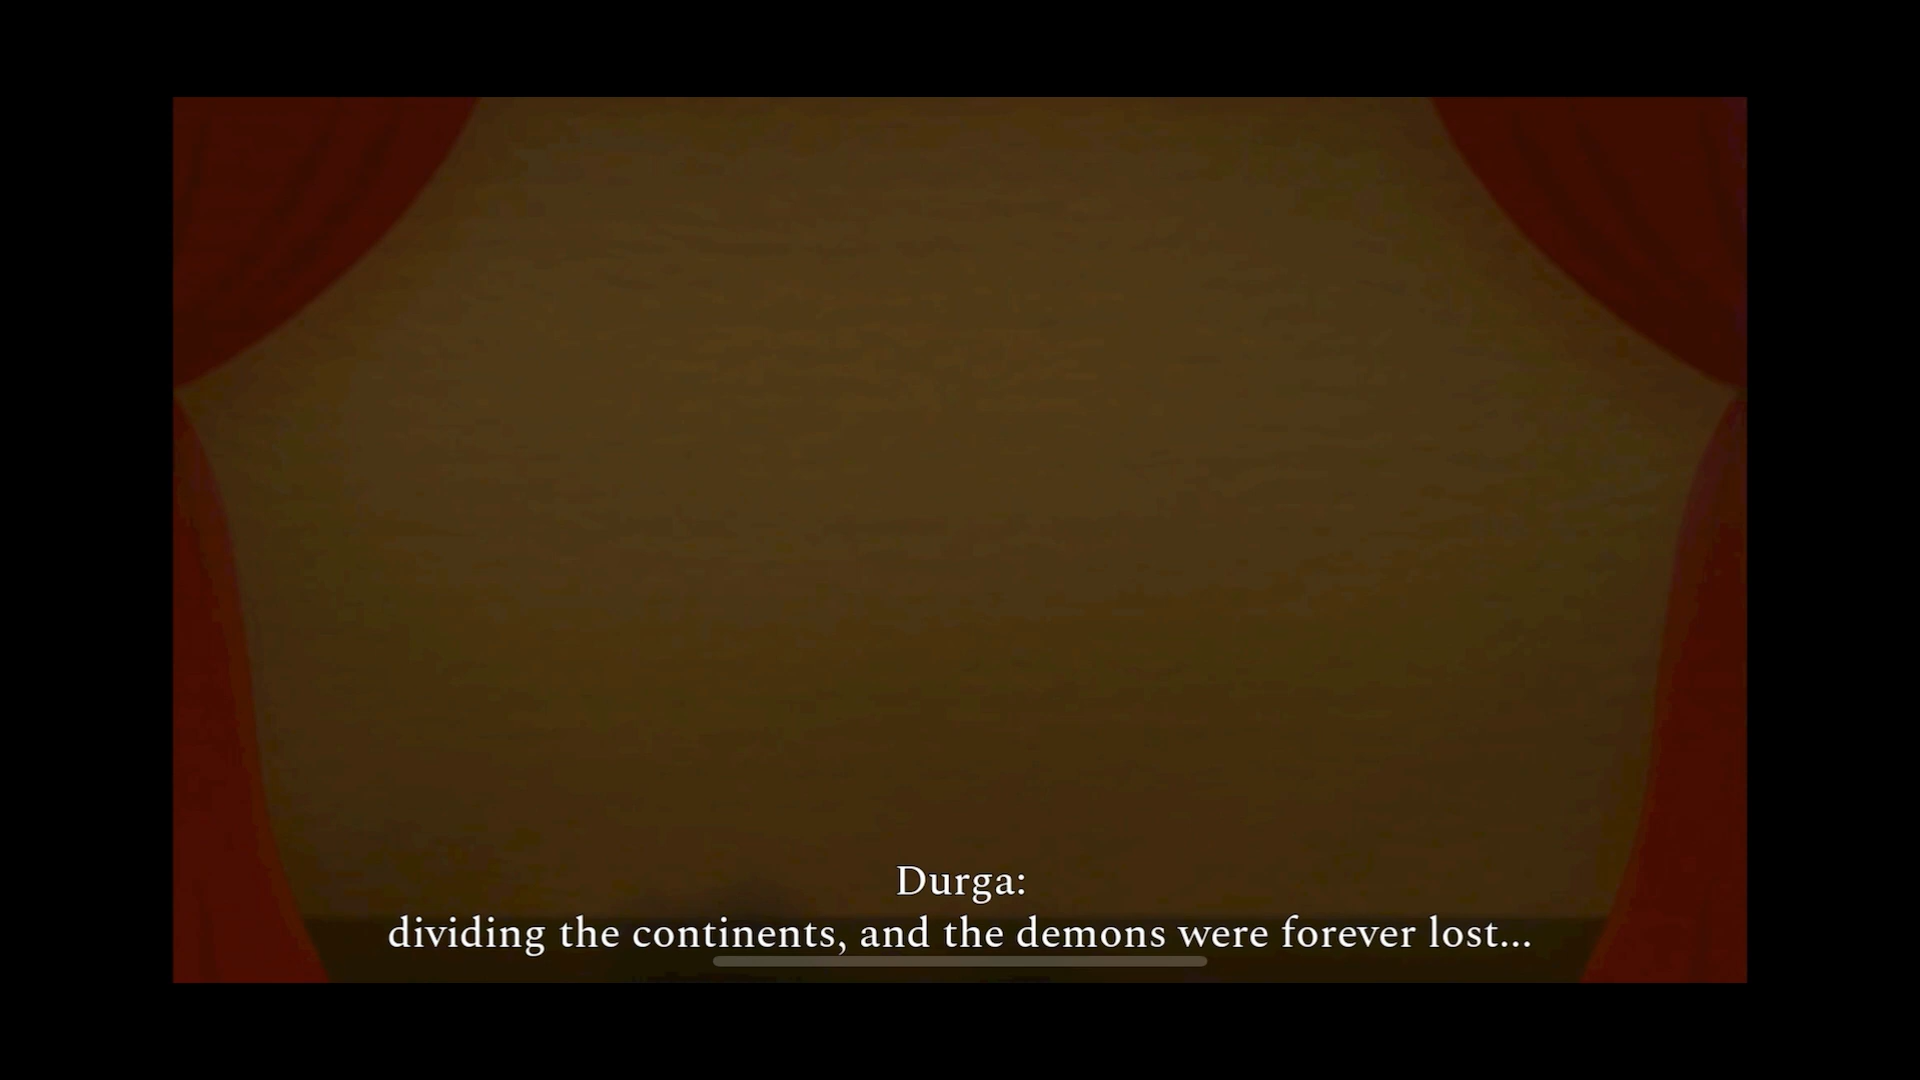 Durga:
dividing the continents, and the demons were forever lost...